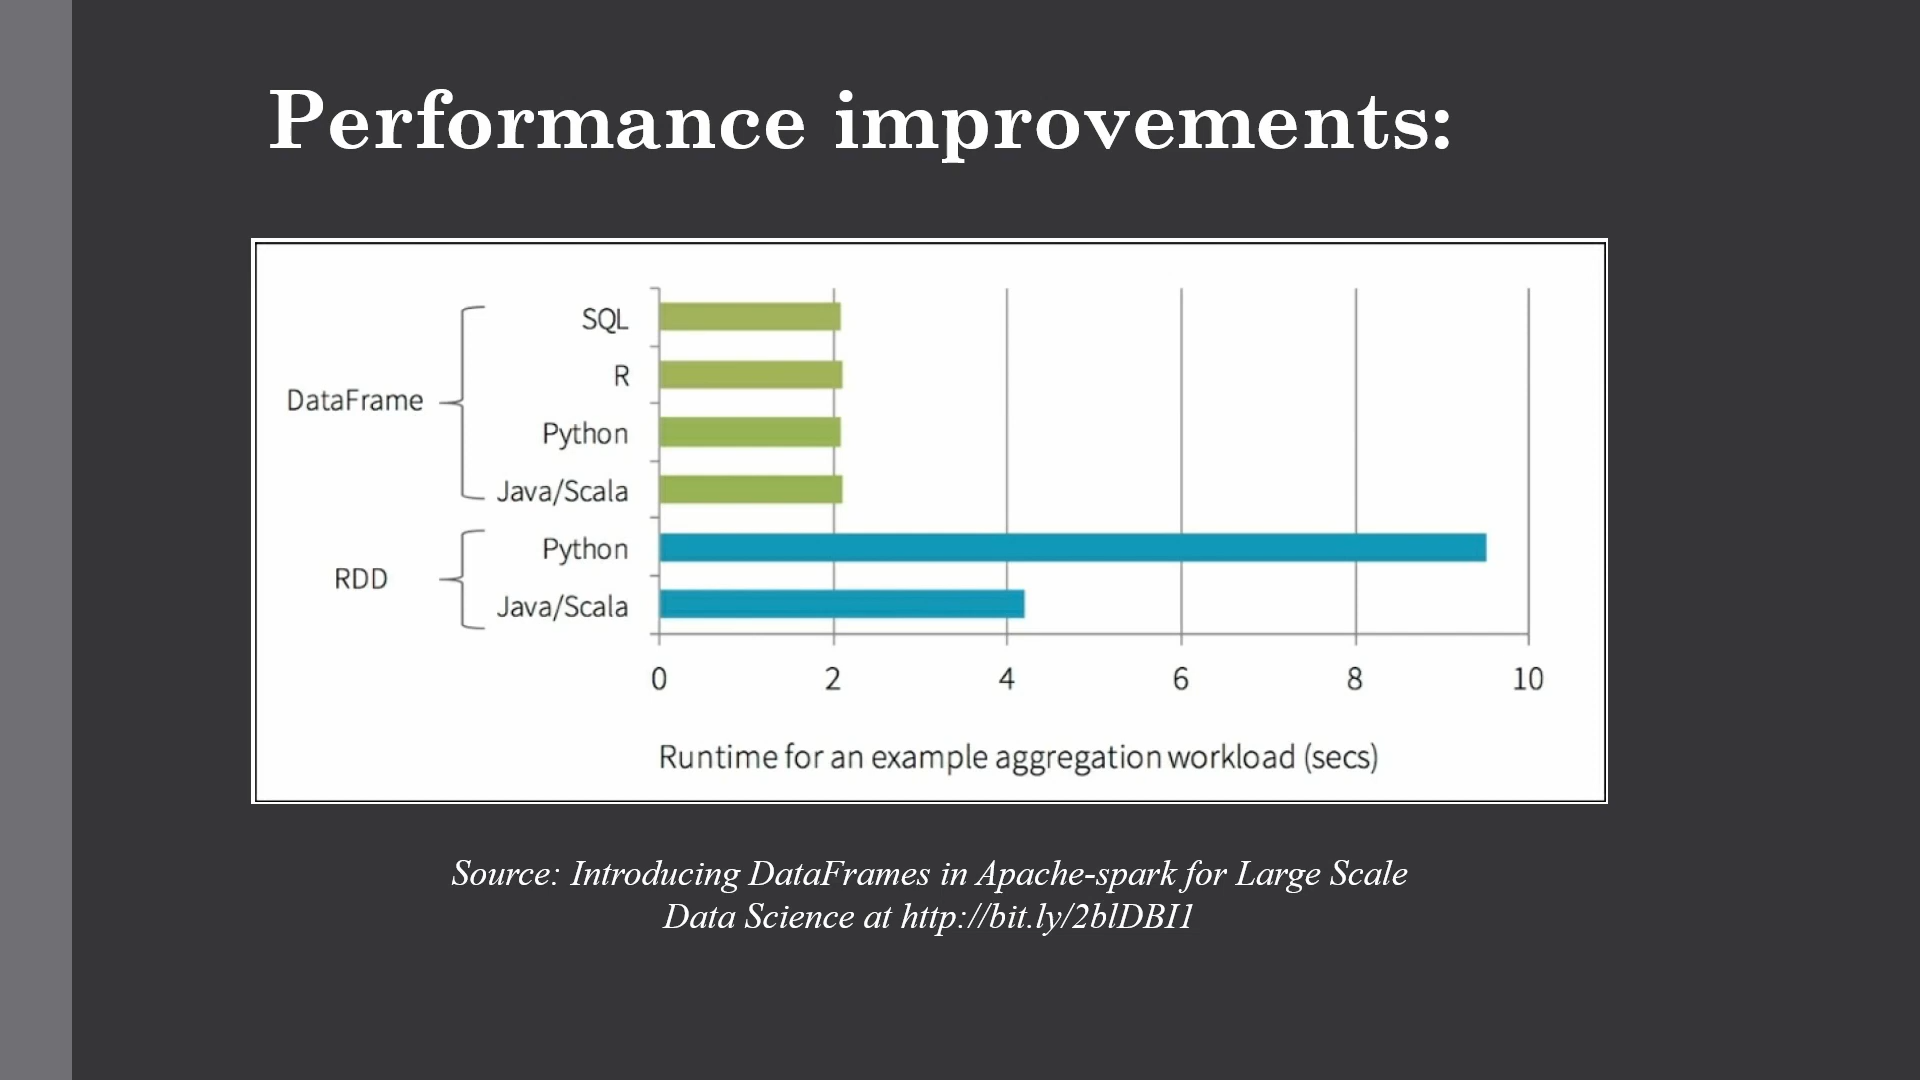 Performance improvements:
SQL
R
DataFrame
Python
Java/Scala
Python
RDD
Java/Scala
0 2 4 6 8 10
Runtime for an example aggregation workload (secs)
Source: Introducing DataFrames in Apache-spark for Large Scale
Data Science at http://bit.ly/2blDBI1